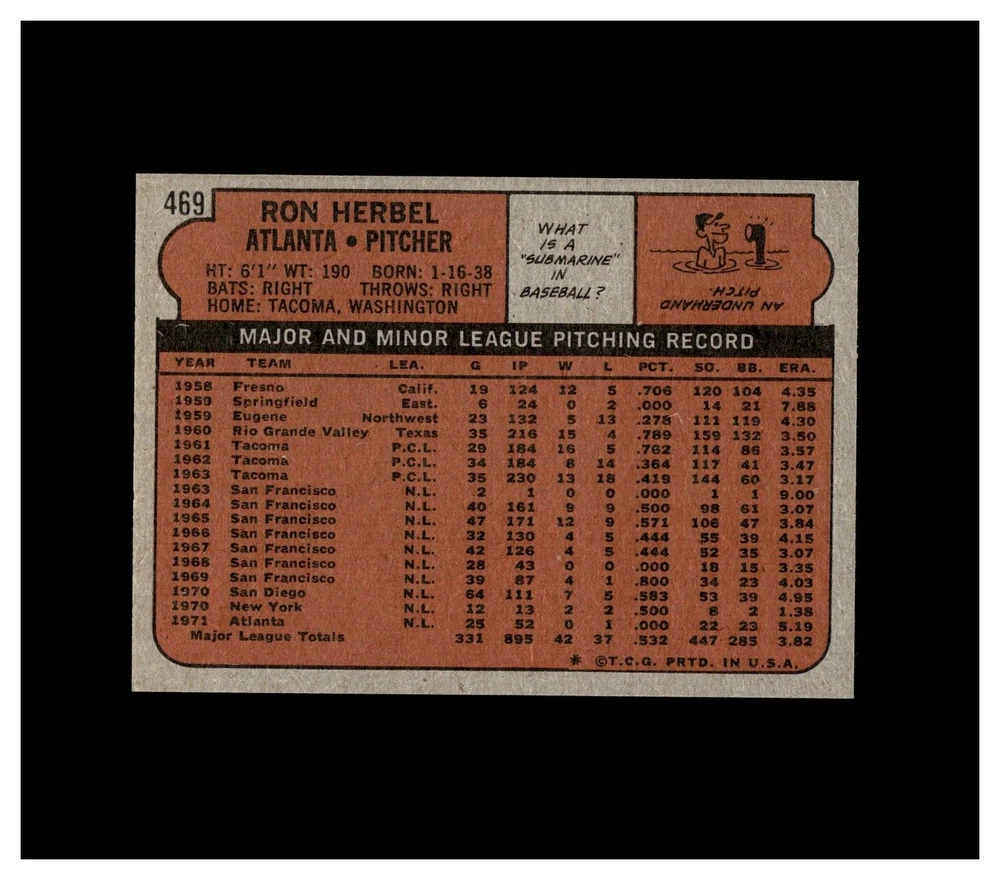 469
RON HERBEL
ATLANTA • PITCHER
HT: 6'1" WT: 190 BORN: 1-16-38
BATS: RIGHT THROWS: RIGHT
HOME: TACOMA, WASHINGTON
WHAT
IS A
"SUBMARINE"
IN
BASEBALL?
AN UNDERHAND
PITCH.
MAJOR AND MINOR LEAGUE PITCHING RECORD
YEAR TEAM LEA. G IP W L PCT. SO. BB. ERA.
1958 Fresno Calif. 19 124 12 5 .706 120 104 4.35
1959 Springfield East. 6 24 0 2 .000 14 21 7.88
1959 Eugene Northwest 23 132 5 13 .278 111 119 4.30
1960 Rio Grande Valley Texas 35 216 15 4 .789 159 132 3.50
1961 Tacoma P.C.L. 29 184 16 5 .762 114 86 3.57
1962 Tacoma P.C.L. 34 184 8 14 .364 117 41 3.47
1963 Tacoma P.C.L. 35 230 13 18 .419 144 60 3.17
1963 San Francisco N.L. 2 1 0 0 .000 1 1 9.00
1964 San Francisco N.L. 40 161 9 9 .500 98 61 3.07
1965 San Francisco N.L. 47 171 12 9 .571 106 47 3.84
1966 San Francisco N.L. 32 130 4 5 .444 55 39 4.15
1967 San Francisco N.L. 42 126 4 5 .444 52 35 3.07
1968 San Francisco N.L. 28 43 0 0 .000 18 15 3.35
1969 San Francisco N.L. 39 87 4 1 .800 34 23 4.03
1970 San Diego N.L. 64 111 7 5 .583 53 39 4.95
1970 New York N.L. 12 13 2 2 .500 8 2 1.38
1971 Atlanta N.L. 25 52 0 1 .000 22 23 5.19
Major League Totals 331 895 42 37 .532 447 285 3.82
* ©T.C.G. PRTD. IN U.S.A.